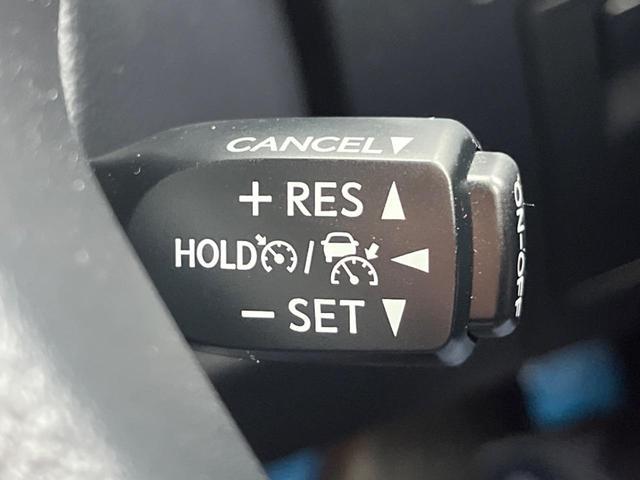 CANCEL ▼
+ RES ▲
HOLD / ◀
- SET ▼
ON-OFF